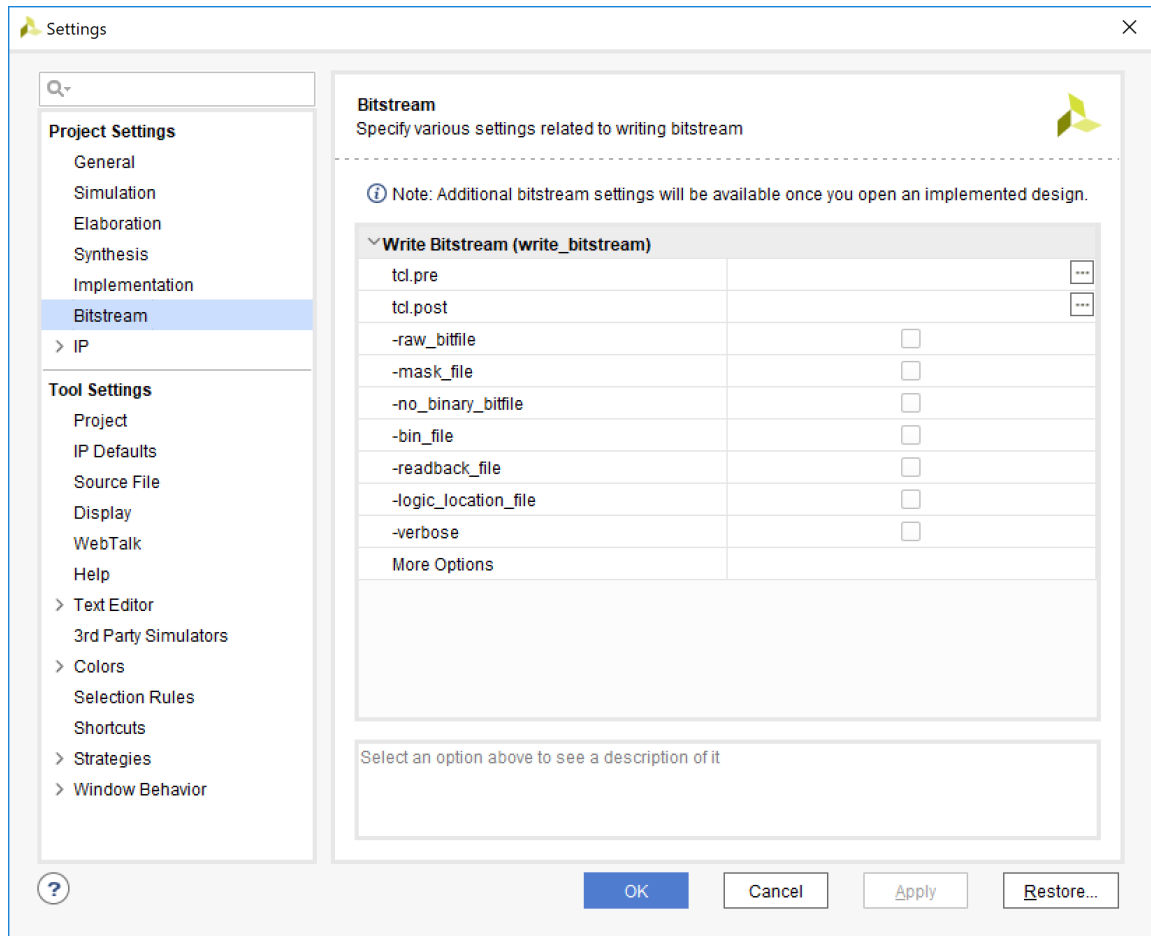 Settings
Project Settings
General
Simulation
Elaboration
Synthesis
Implementation
Bitstream
IP
Tool Settings
Project
IP Defaults
Source File
Display
WebTalk
Help
Text Editor
3rd Party Simulators
Colors
Selection Rules
Shortcuts
Strategies
Window Behavior
Bitstream
Specify various settings related to writing bitstream
Note: Additional bitstream settings will be available once you open an implemented design.
Write Bitstream (write_bitstream)
tcl.pre
...
tcl.post
...
-raw_bitfile
-mask_file
-no_binary_bitfile
-bin_file
-readback_file
-logic_location_file
-verbose
More Options
Select an option above to see a description of it
?
OK
Cancel
Apply
Restore...